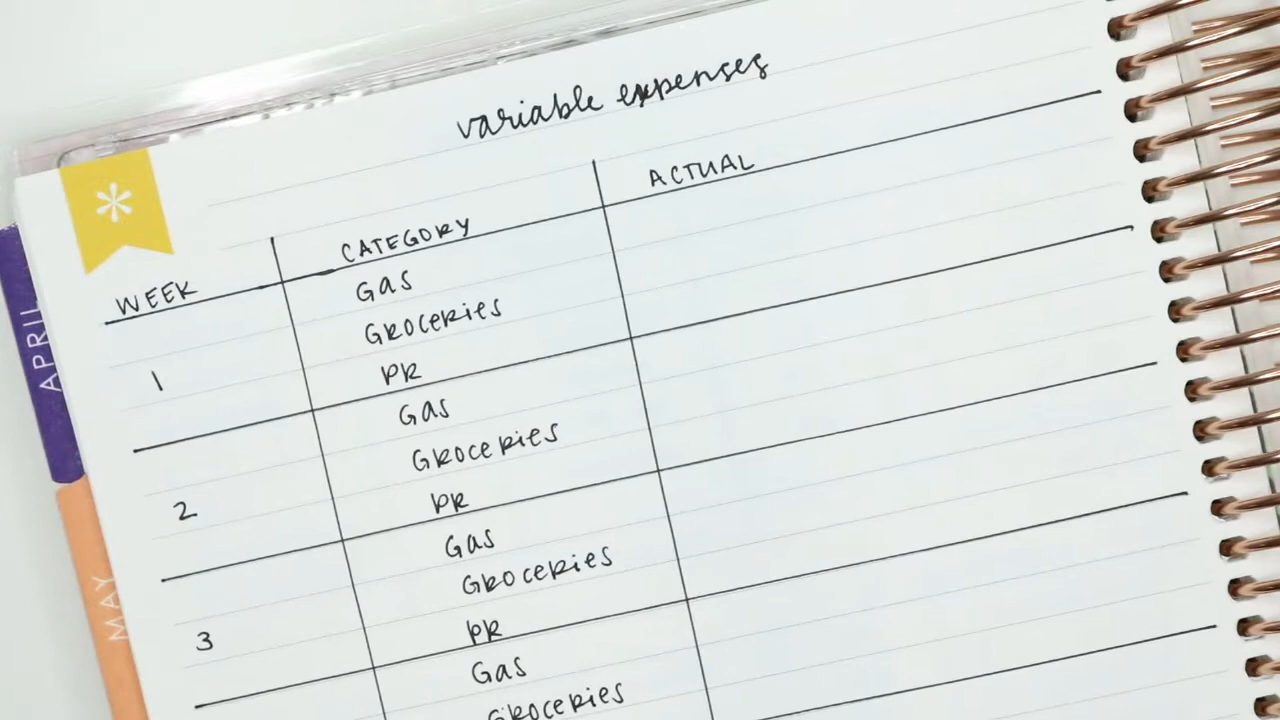 variable expenses
WEEK CATEGORY ACTUAL
Gas
Groceries
1 PR
Gas
Groceries
2 PR
Gas
Groceries
3 PR
Gas
Groceries
APRIL
MAY